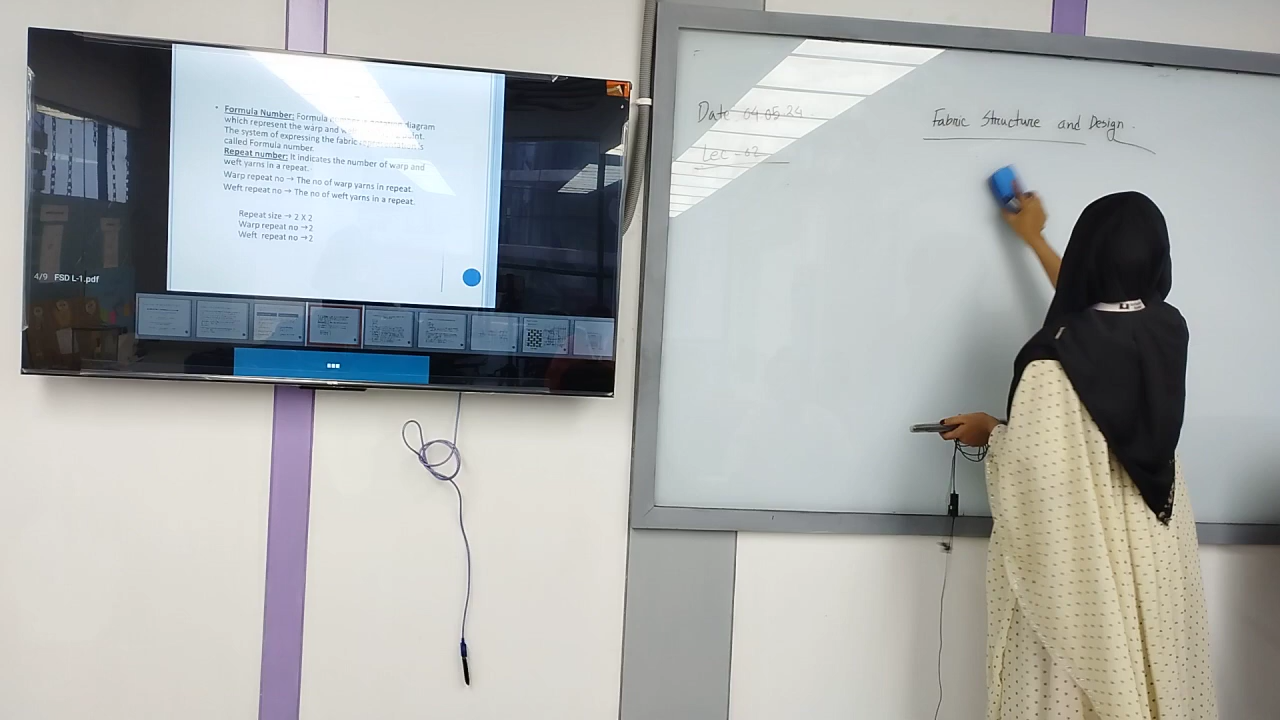 Formula Number: Formula diagram
which represent the warp and
The system of expressing the fabric
called Formula number.
Repeat number: It indicates the number of warp and
weft yarns in a repeat.
Warp repeat no → The no of warp yarns in repeat.
Weft repeat no → The no of weft yarns in a repeat.
Repeat size → 2 X 2
Warp repeat no →2
Weft repeat no →2
4/9 FSD L-1.pdf
Date - 04.05.24
Lec - 02
Fabric Structure and Design.